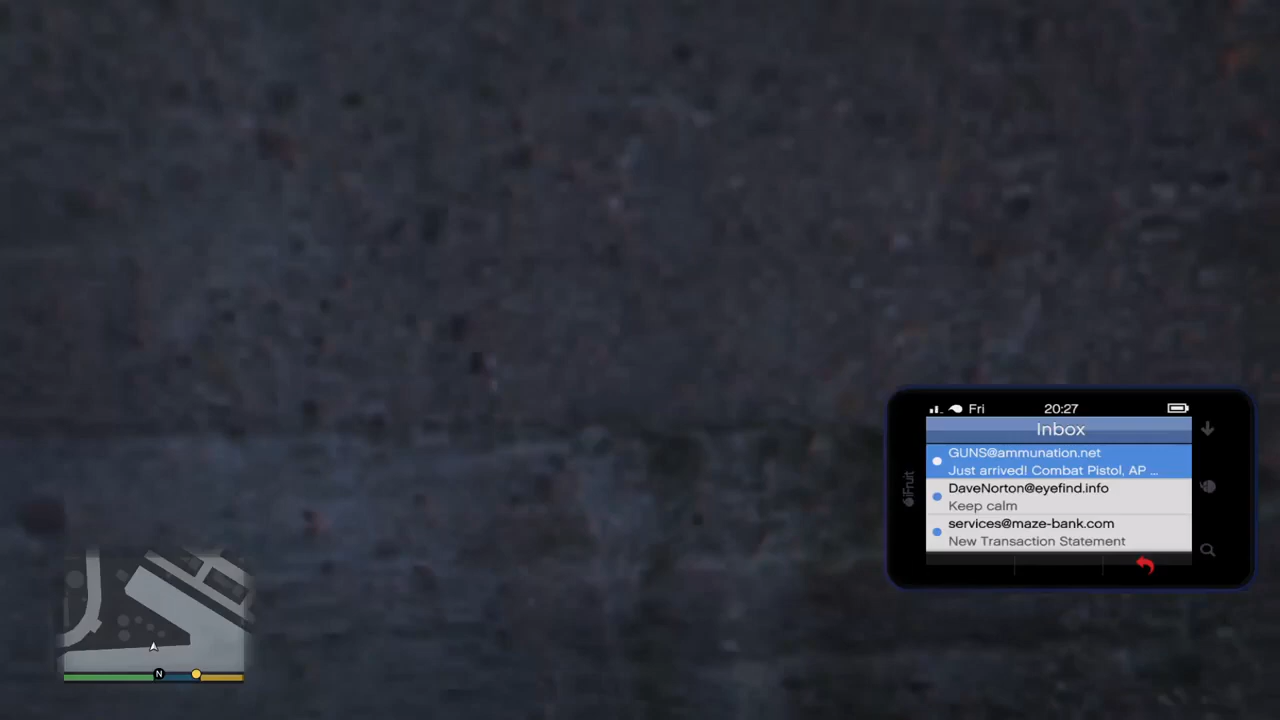 Fri 20:27
Inbox
GUNS@ammunation.net
Just arrived! Combat Pistol, AP ...
DaveNorton@eyefind.info
Keep calm
services@maze-bank.com
New Transaction Statement
iFruit
N